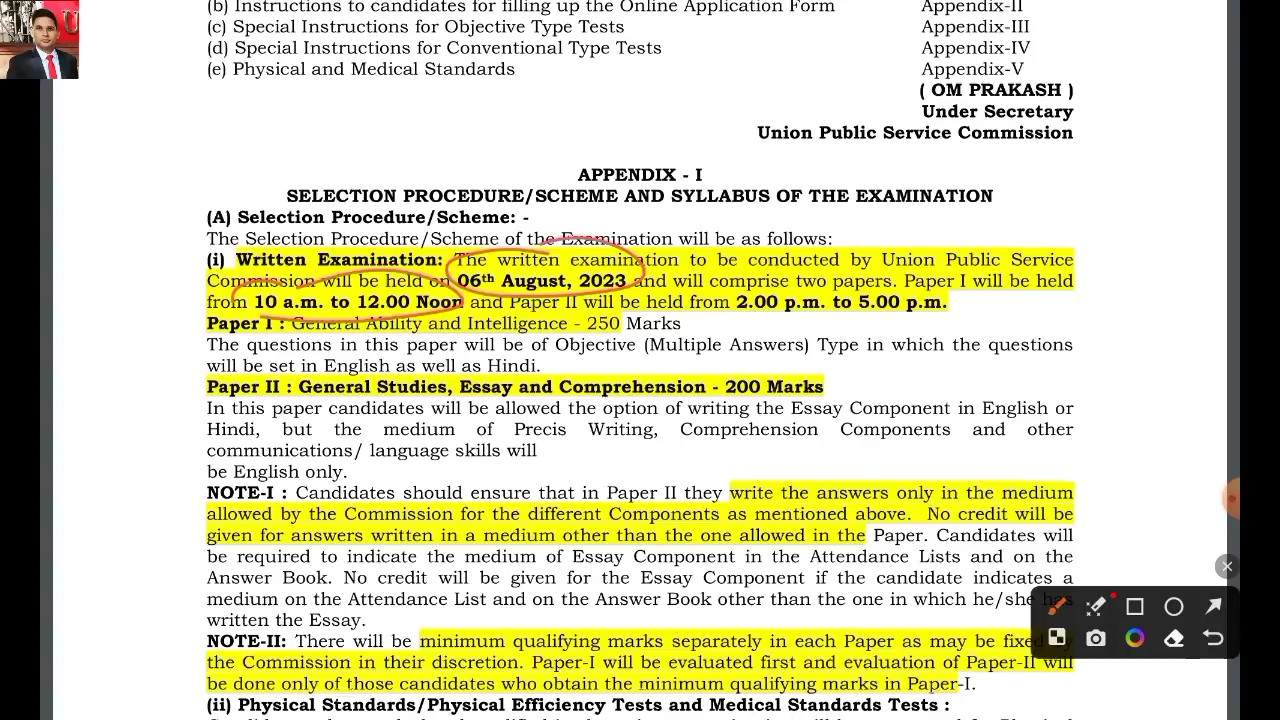 (b) Instructions to candidates for filling up the Online Application Form Appendix-II
(c) Special Instructions for Objective Type Tests Appendix-III
(d) Special Instructions for Conventional Type Tests Appendix-IV
(e) Physical and Medical Standards Appendix-V
( OM PRAKASH )
Under Secretary
Union Public Service Commission
APPENDIX - I
SELECTION PROCEDURE/SCHEME AND SYLLABUS OF THE EXAMINATION
(A) Selection Procedure/Scheme: -
The Selection Procedure/Scheme of the Examination will be as follows:
(i) Written Examination: The written examination to be conducted by Union Public Service
Commission will be held on 06th August, 2023 and will comprise two papers. Paper I will be held
from 10 a.m. to 12.00 Noon and Paper II will be held from 2.00 p.m. to 5.00 p.m.
Paper I : General Ability and Intelligence - 250 Marks
The questions in this paper will be of Objective (Multiple Answers) Type in which the questions
will be set in English as well as Hindi.
Paper II : General Studies, Essay and Comprehension - 200 Marks
In this paper candidates will be allowed the option of writing the Essay Component in English or
Hindi, but the medium of Precis Writing, Comprehension Components and other
communications/ language skills will
be English only.
NOTE-I : Candidates should ensure that in Paper II they write the answers only in the medium
allowed by the Commission for the different Components as mentioned above. No credit will be
given for answers written in a medium other than the one allowed in the Paper. Candidates will
be required to indicate the medium of Essay Component in the Attendance Lists and on the
Answer Book. No credit will be given for the Essay Component if the candidate indicates a
medium on the Attendance List and on the Answer Book other than the one in which he/she has
written the Essay.
NOTE-II: There will be minimum qualifying marks separately in each Paper as may be fixed by
the Commission in their discretion. Paper-I will be evaluated first and evaluation of Paper-II will
be done only of those candidates who obtain the minimum qualifying marks in Paper-I.
(ii) Physical Standards/Physical Efficiency Tests and Medical Standards Tests :